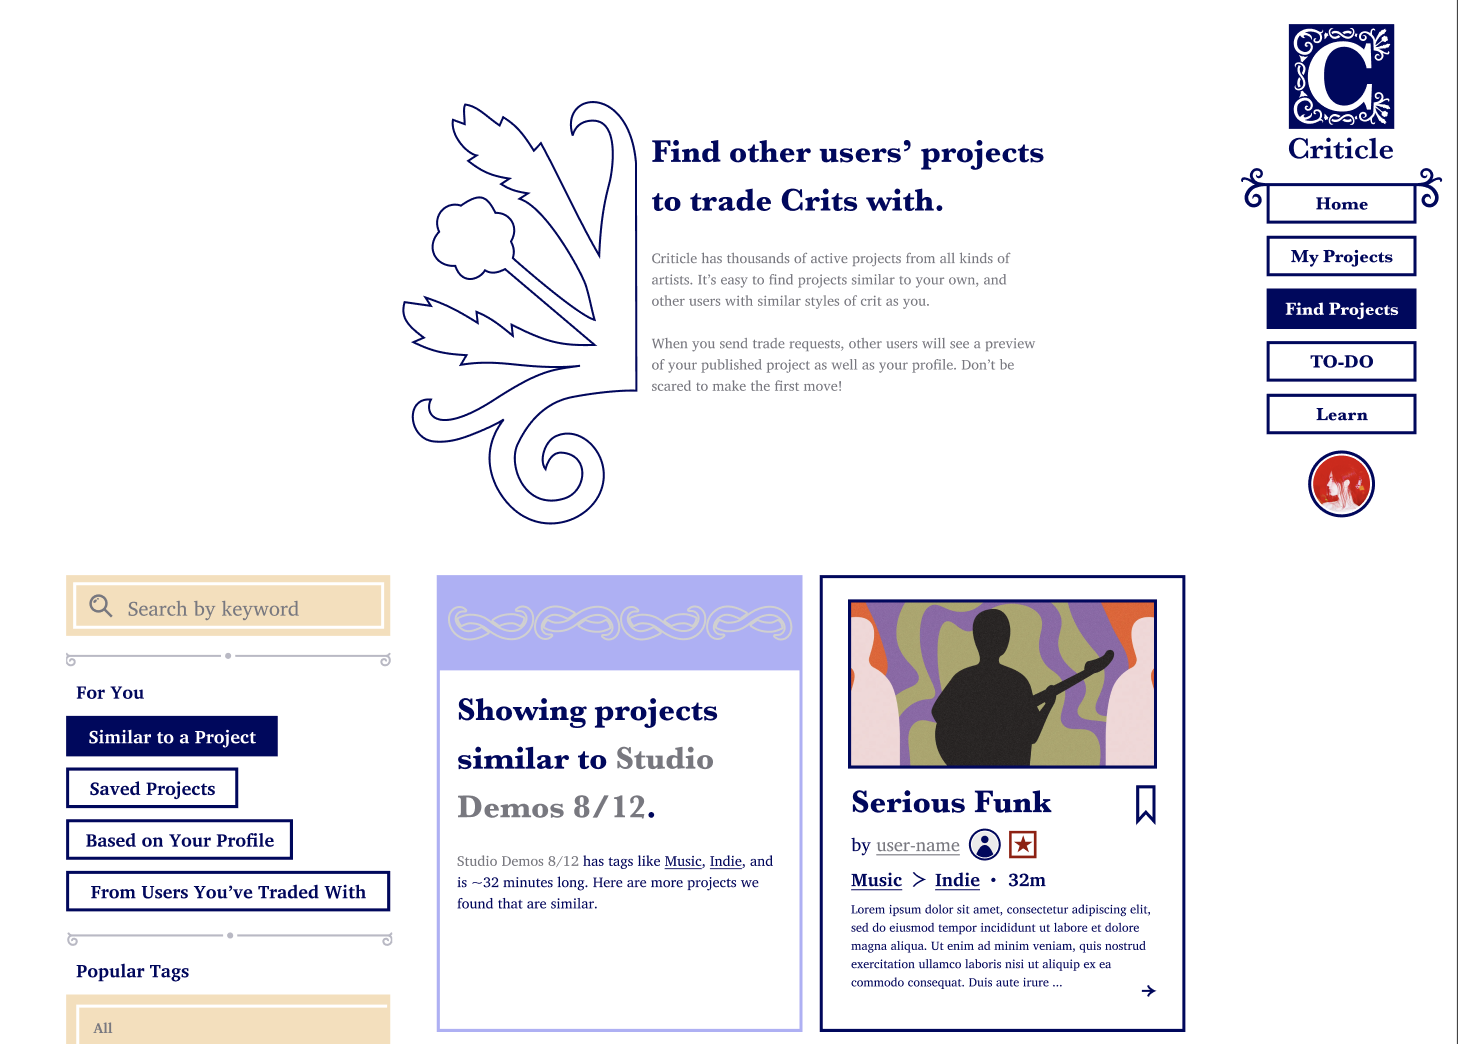 C
Criticle
Home
My Projects
Find Projects
TO-DO
Learn
Find other users’ projects
to trade Crits with.
Criticle has thousands of active projects from all kinds of
artists. It’s easy to find projects similar to your own, and
other users with similar styles of crit as you.
When you send trade requests, other users will see a preview
of your published project as well as your profile. Don’t be
scared to make the first move!
Search by keyword
For You
Similar to a Project
Saved Projects
Based on Your Profile
From Users You’ve Traded With
Popular Tags
All
Showing projects
similar to Studio
Demos 8/12.
Studio Demos 8/12 has tags like Music, Indie, and
is ~32 minutes long. Here are more projects we
found that are similar.
Serious Funk
by user-name
Music > Indie • 32m
Lorem ipsum dolor sit amet, consectetur adipiscing elit,
sed do eiusmod tempor incididunt ut labore et dolore
magna aliqua. Ut enim ad minim veniam, quis nostrud
exercitation ullamco laboris nisi ut aliquip ex ea
commodo consequat. Duis aute irure ...